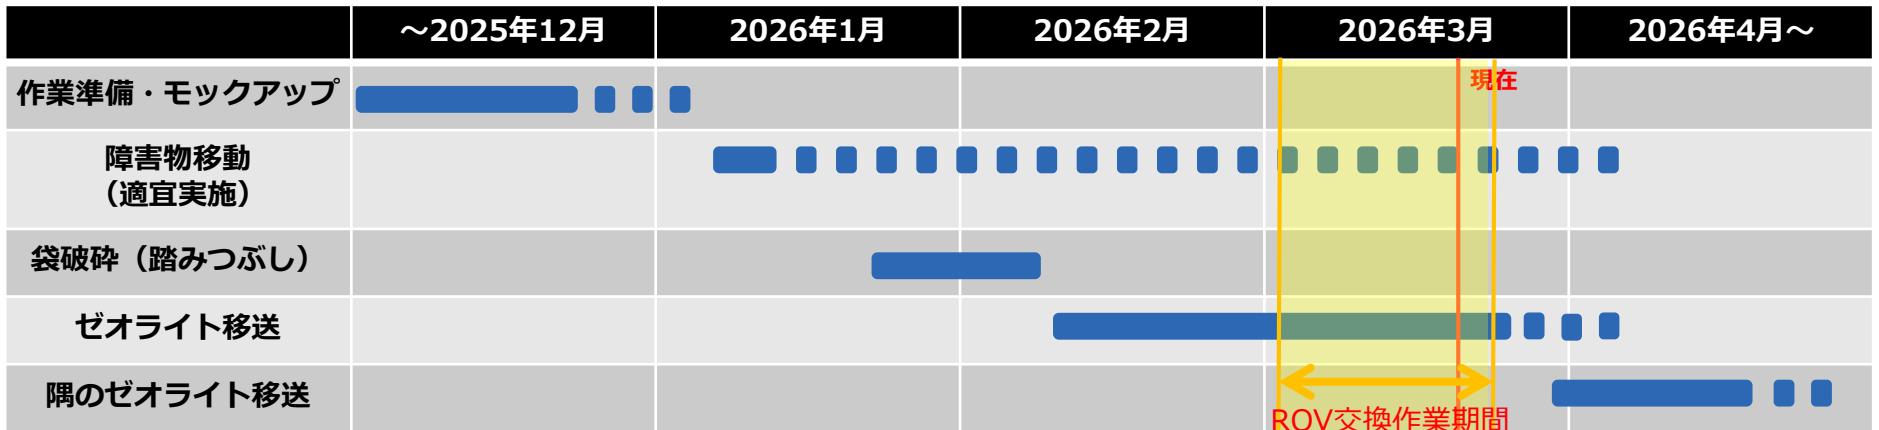 ～2025年12月
2026年1月
2026年2月
2026年3月
2026年4月～
作業準備・モックアップ
現在
障害物移動
（適宜実施）
袋破砕（踏みつぶし）
ゼオライト移送
隅のゼオライト移送
ROV交換作業期間